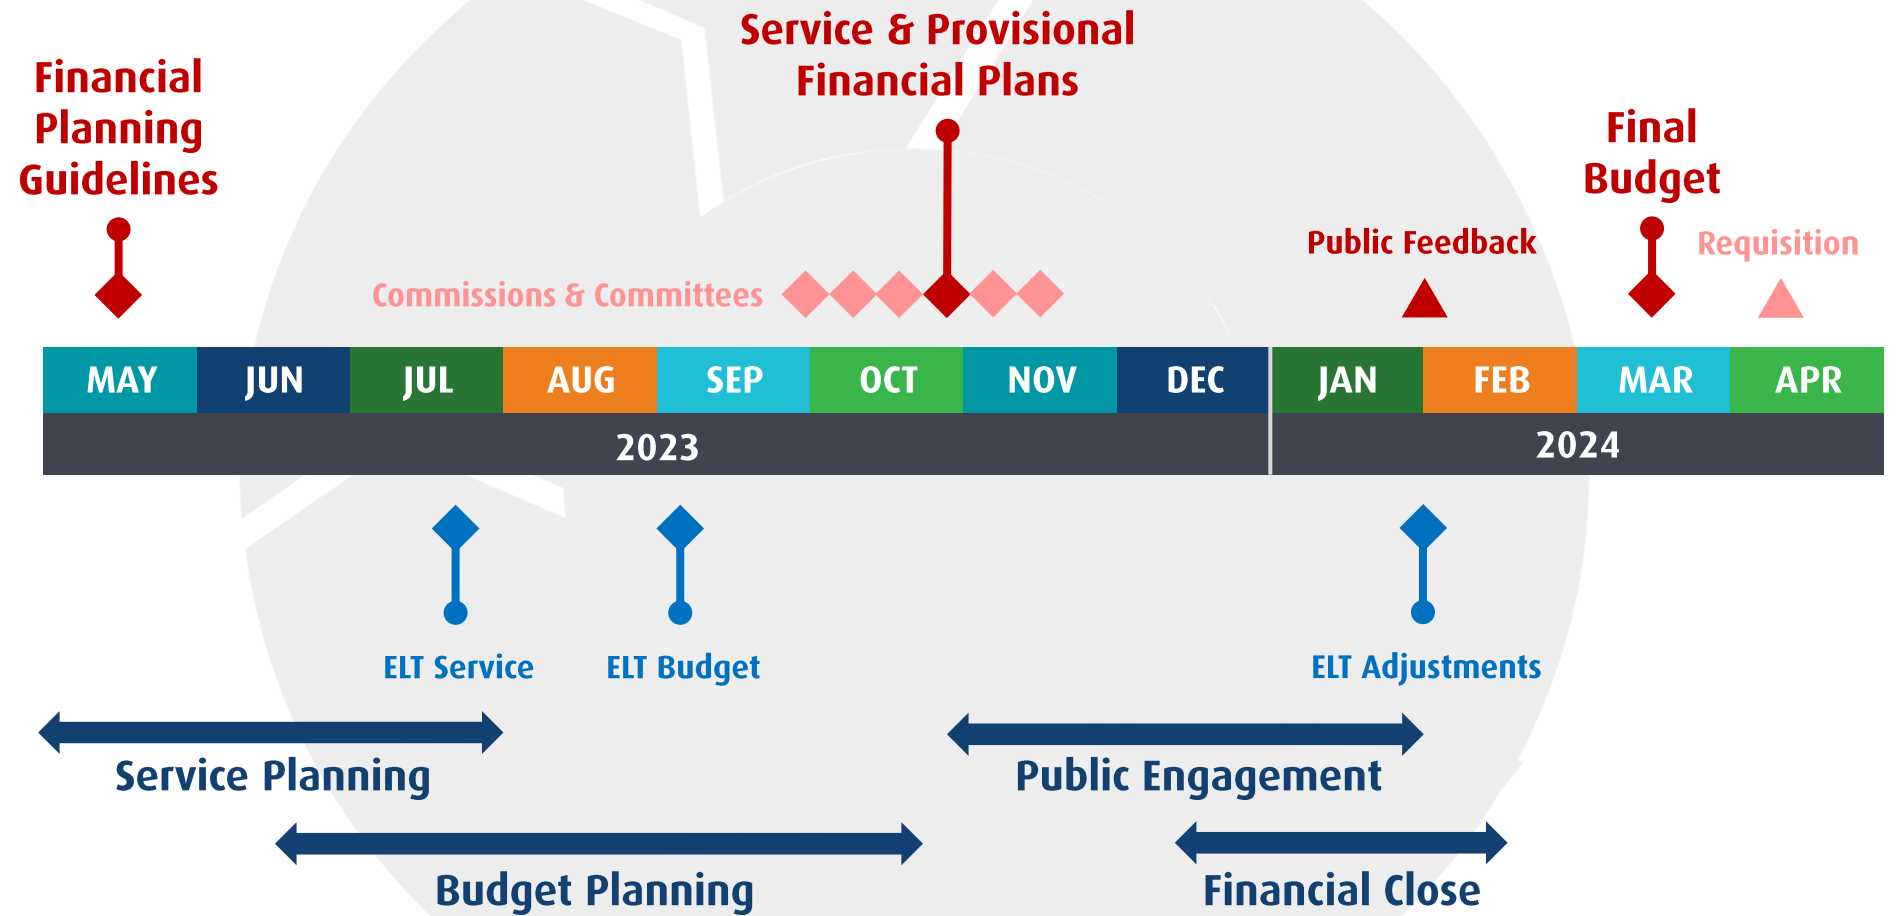 Service & Provisional
Financial Plans
Financial
Planning
Guidelines
Final
Budget
Public Feedback
Requisition
Commissions & Committees
MAY JUN JUL AUG SEP OCT NOV DEC JAN FEB MAR APR
2023 2024
ELT Service ELT Budget ELT Adjustments
Service Planning Public Engagement
Budget Planning Financial Close